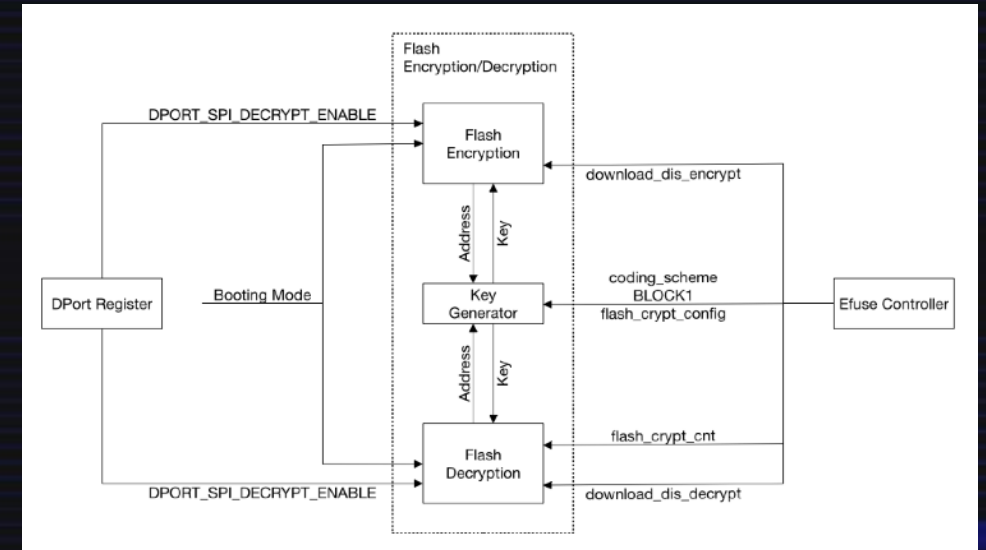 Flash
Encryption/Decryption
DPORT_SPI_DECRYPT_ENABLE
Flash
Encryption
download_dis_encrypt
Address
Key
DPort Register
Booting Mode
Key
Generator
coding_scheme
BLOCK1
flash_crypt_config
Efuse Controller
Address
Key
flash_crypt_cnt
Flash
Decryption
DPORT_SPI_DECRYPT_ENABLE
download_dis_decrypt